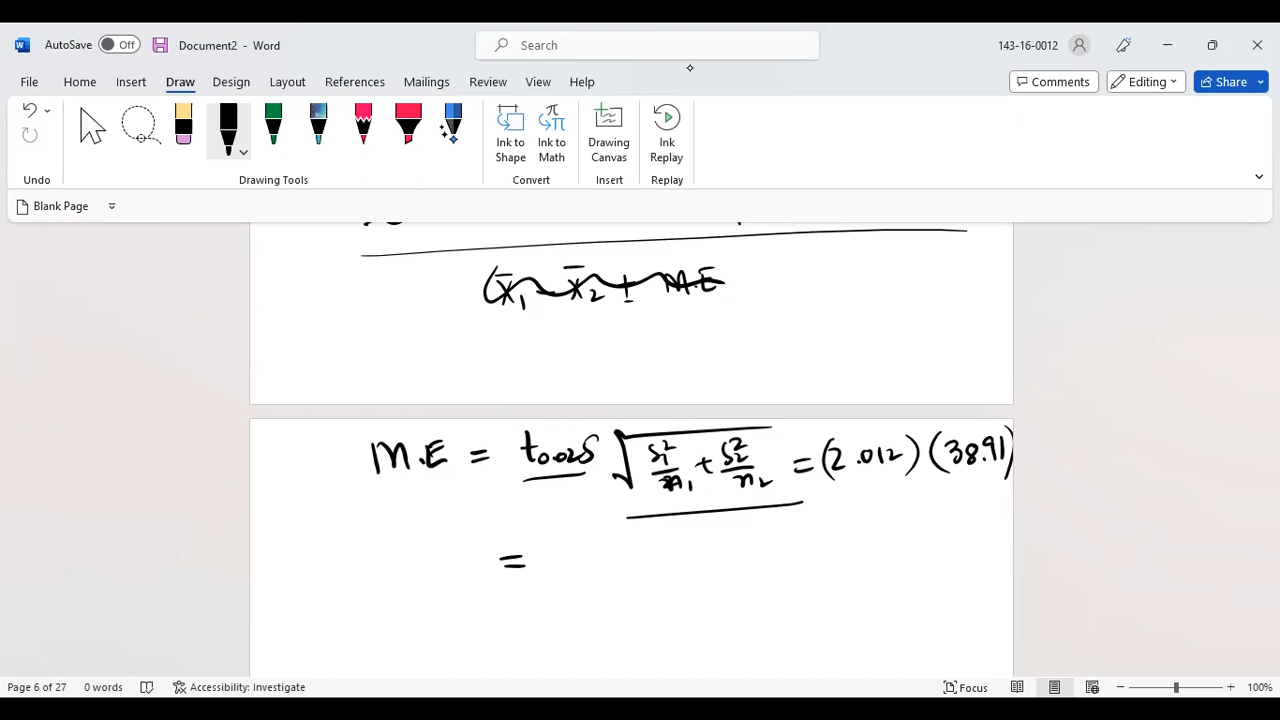 AutoSave Off Document2 - Word Search 143-16-0012
File Home Insert Draw Design Layout References Mailings Review View Help Comments Editing Share
Ink to Shape Ink to Math Drawing Canvas Ink Replay
Undo Drawing Tools Convert Insert Replay
Blank Page
(x̄₁ - x̄₂ ± M.E
M.E = t₀.₀₂₅ √(S₁²/n₁ + S₂²/n₂) = (2.012)(38.91)
=
Page 6 of 27 0 words Accessibility: Investigate Focus 100%